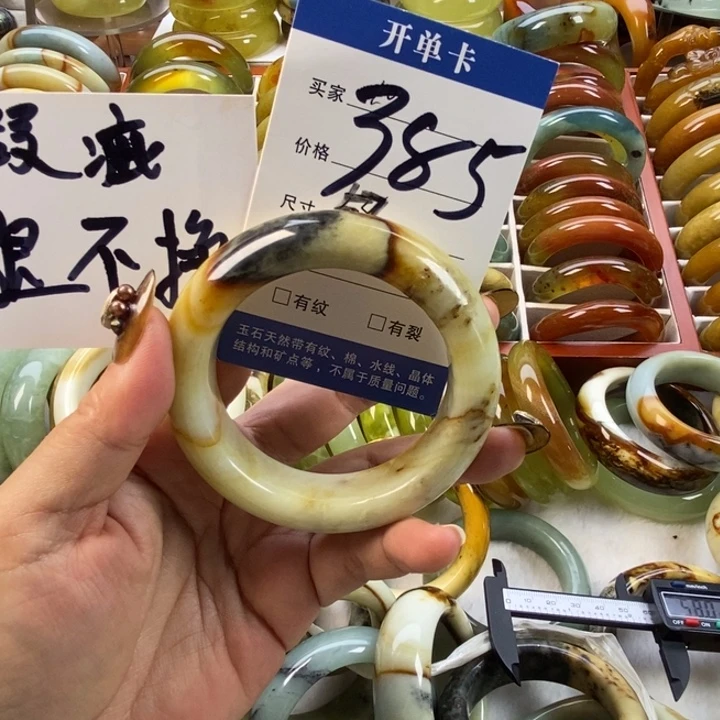 开单卡
买家
385
价格
尺寸
瑕疵
退不换
□有纹 □有裂
玉石天然带有纹、棉、水线、晶体
结构和矿点等，不属于质量问题。